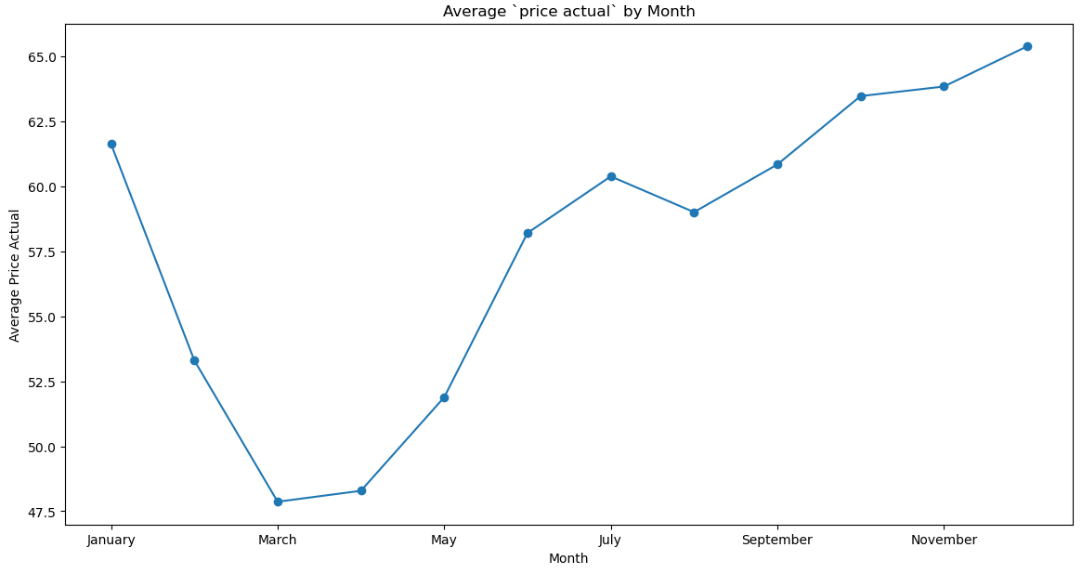 Average `price actual` by Month
Average Price Actual
65.0
62.5
60.0
57.5
55.0
52.5
50.0
47.5
January March May July September November
Month